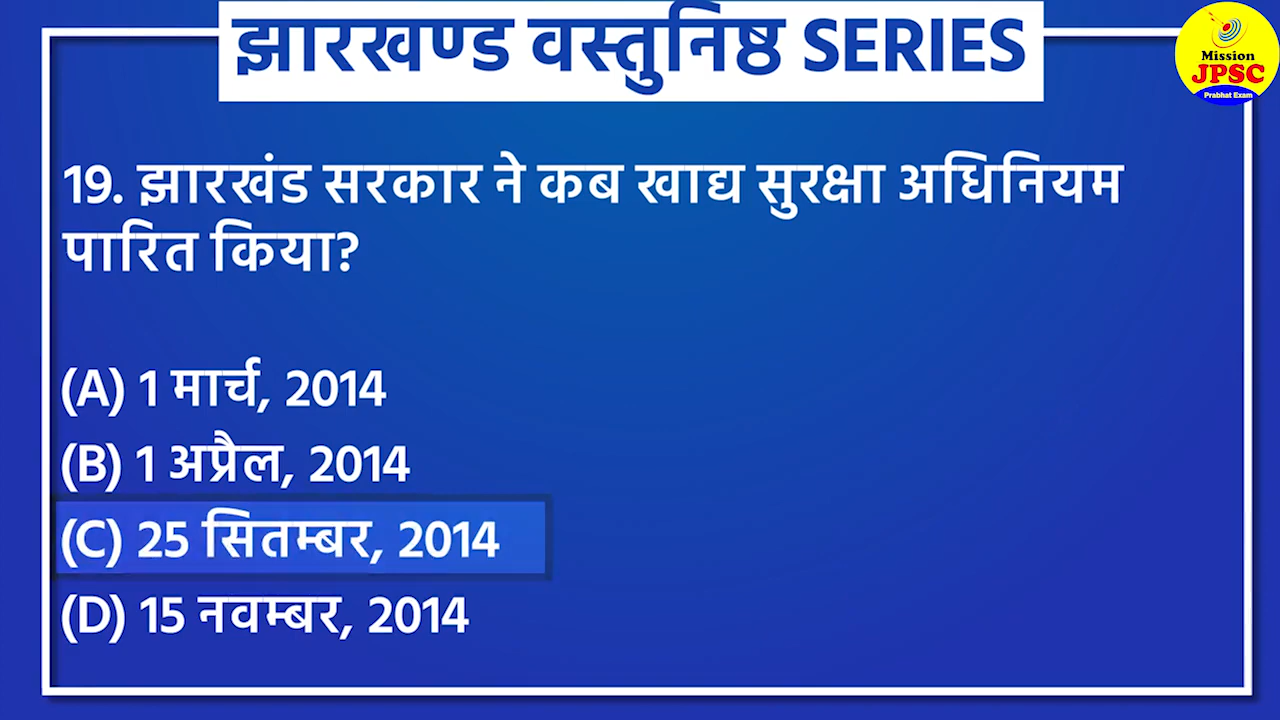 झारखण्ड वस्तुनिष्ठ SERIES
Mission
JPSC
Prabhat Exam
19. झारखंड सरकार ने कब खाद्य सुरक्षा अधिनियम
पारित किया?
(A) 1 मार्च, 2014
(B) 1 अप्रैल, 2014
(C) 25 सितम्बर, 2014
(D) 15 नवम्बर, 2014